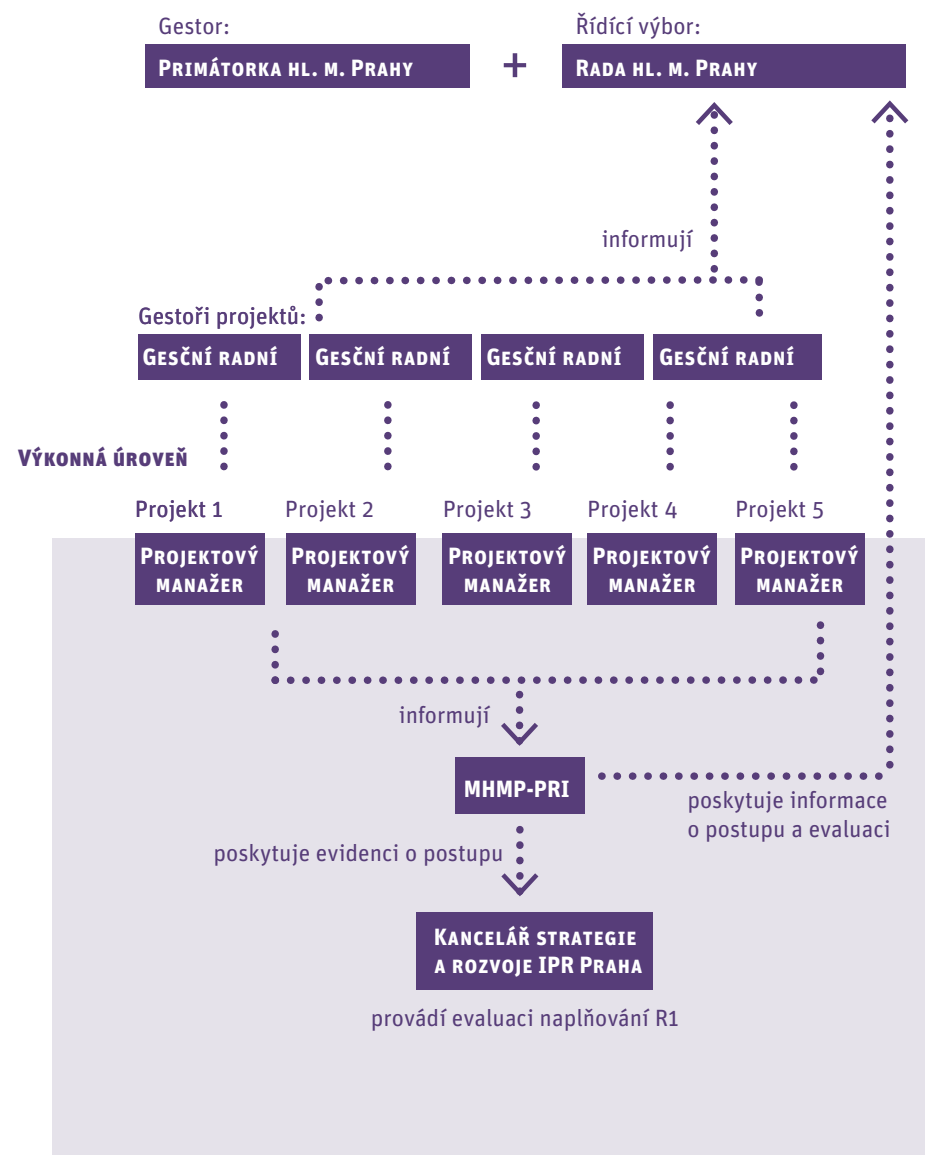 Gestor:
Řídící výbor:
Primátorka hl. m. Prahy
+
Rada hl. m. Prahy
informují
Gestoři projektů:
Gesční radní
Gesční radní
Gesční radní
Gesční radní
Výkonná úroveň
Projekt 1
Projekt 2
Projekt 3
Projekt 4
Projekt 5
Projektový
manažer
Projektový
manažer
Projektový
manažer
Projektový
manažer
Projektový
manažer
informují
MHMP-PRI
poskytuje informace
o postupu a evaluaci
poskytuje evidenci o postupu
Kancelář strategie
a rozvoje IPR Praha
provádí evaluaci naplňování R1